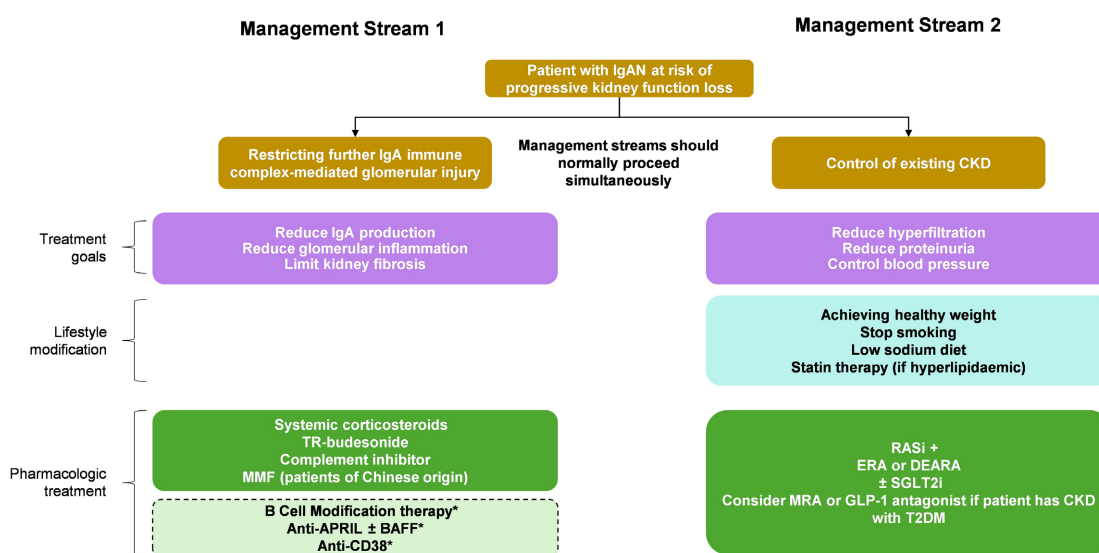 Management Stream 1
Management Stream 2
Patient with IgAN at risk of
progressive kidney function loss
Restricting further IgA immune
complex-mediated glomerular injury
Management streams should
normally proceed
simultaneously
Control of existing CKD
Treatment
goals
Reduce IgA production
Reduce glomerular inflammation
Limit kidney fibrosis
Reduce hyperfiltration
Reduce proteinuria
Control blood pressure
Lifestyle
modification
Achieving healthy weight
Stop smoking
Low sodium diet
Statin therapy (if hyperlipidaemic)
Pharmacologic
treatment
Systemic corticosteroids
TR-budesonide
Complement inhibitor
MMF (patients of Chinese origin)
B Cell Modification therapy*
Anti-APRIL ± BAFF*
Anti-CD38*
RASi +
ERA or DEARA
± SGLT2i
Consider MRA or GLP-1 antagonist if patient has CKD
with T2DM